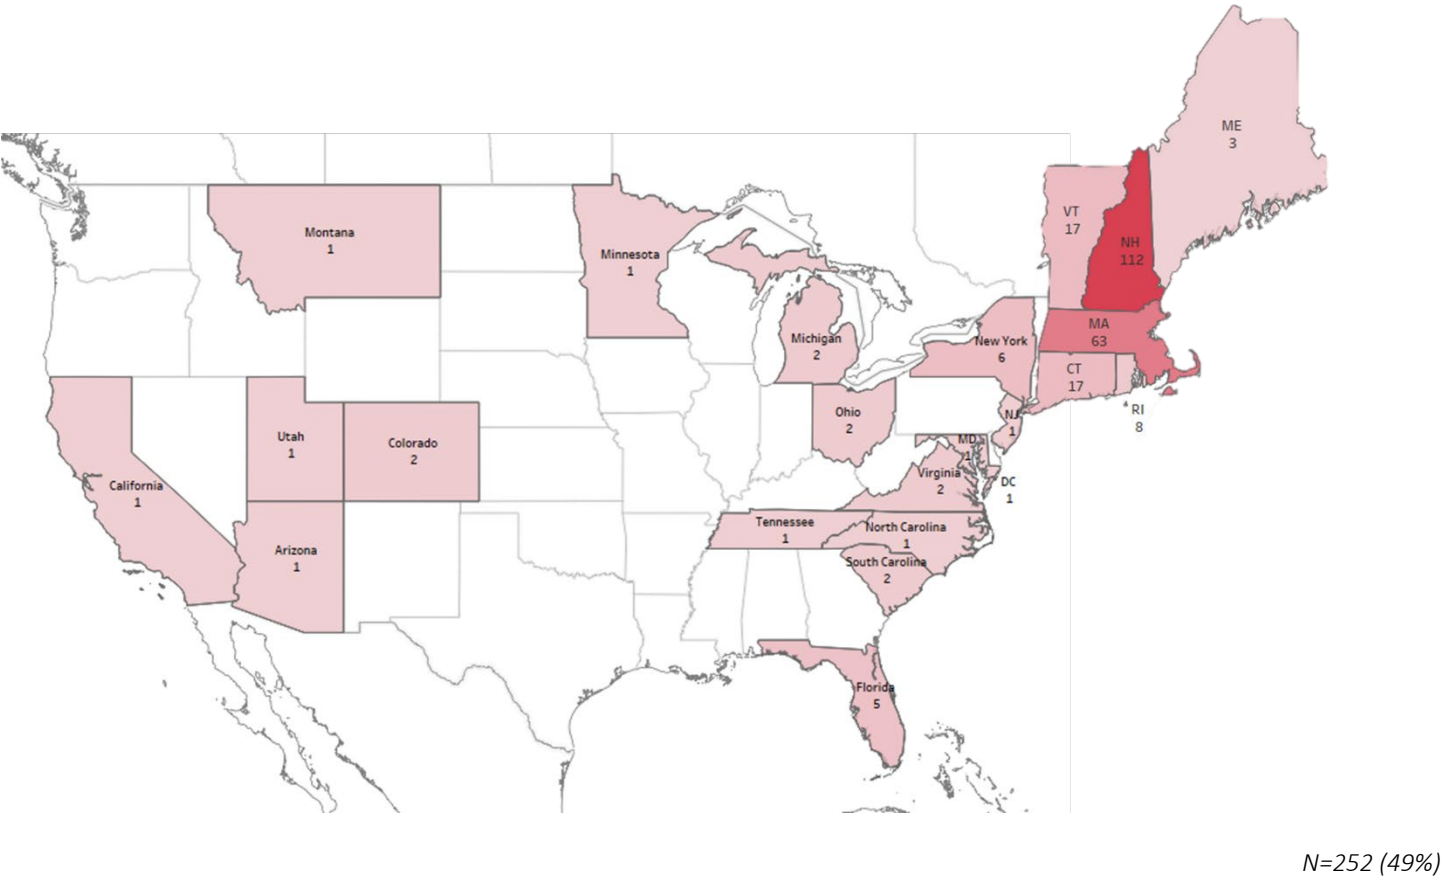 ME
3
VT
17
NH
112
Montana
1
Minnesota
1
MA
63
Michigan
2
New York
6
CT
17
RI
8
Ohio
2
NJ
1
Utah
1
Colorado
2
MD
1
Virginia
2
DC
1
California
1
Tennessee
1
North Carolina
1
Arizona
1
South Carolina
2
Florida
5
N=252 (49%)